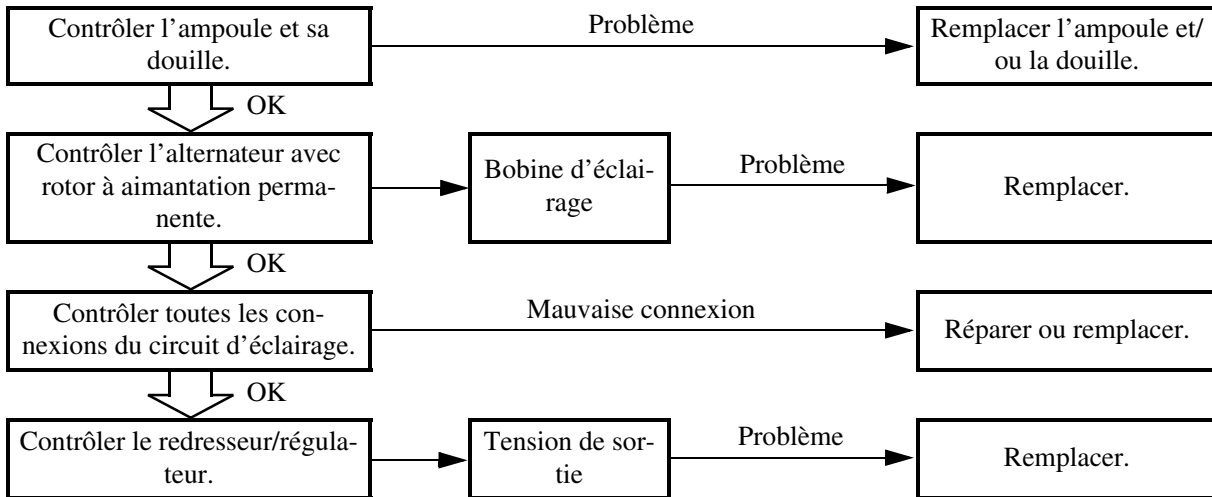 Contrôler l’ampoule et sa
douille.
Problème
Remplacer l’ampoule et/
ou la douille.
OK
Contrôler l’alternateur avec
rotor à aimantation perma-
nente.
Bobine d’éclai-
rage
Problème
Remplacer.
OK
Contrôler toutes les con-
nexions du circuit d’éclairage.
Mauvaise connexion
Réparer ou remplacer.
OK
Contrôler le redresseur/régula-
teur.
Tension de sor-
tie
Problème
Remplacer.